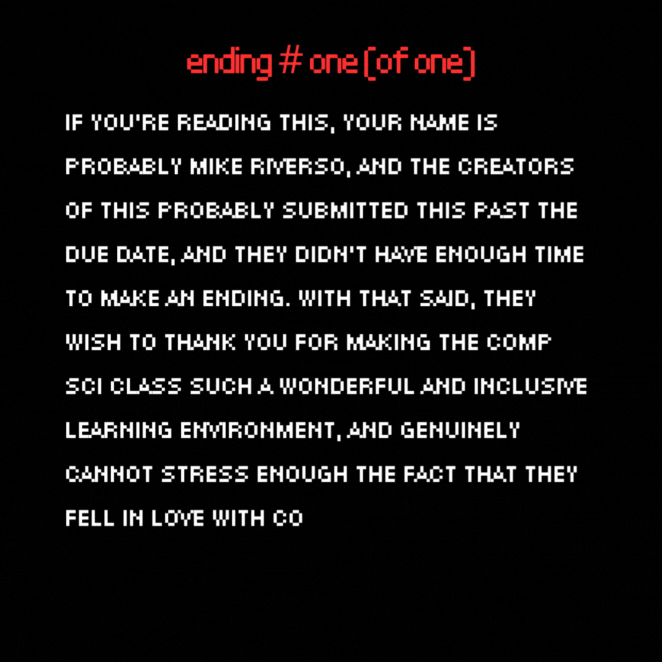 ending # one (of one)
IF YOU'RE READING THIS, YOUR NAME IS
PROBABLY MIKE RIVERSO, AND THE CREATORS
OF THIS PROBABLY SUBMITTED THIS PAST THE
DUE DATE, AND THEY DIDN'T HAVE ENOUGH TIME
TO MAKE AN ENDING. WITH THAT SAID, THEY
WISH TO THANK YOU FOR MAKING THE COMP
SCI CLASS SUCH A WONDERFUL AND INCLUSIVE
LEARNING ENVIRONMENT, AND GENUINELY
CANNOT STRESS ENOUGH THE FACT THAT THEY
FELL IN LOVE WITH CO